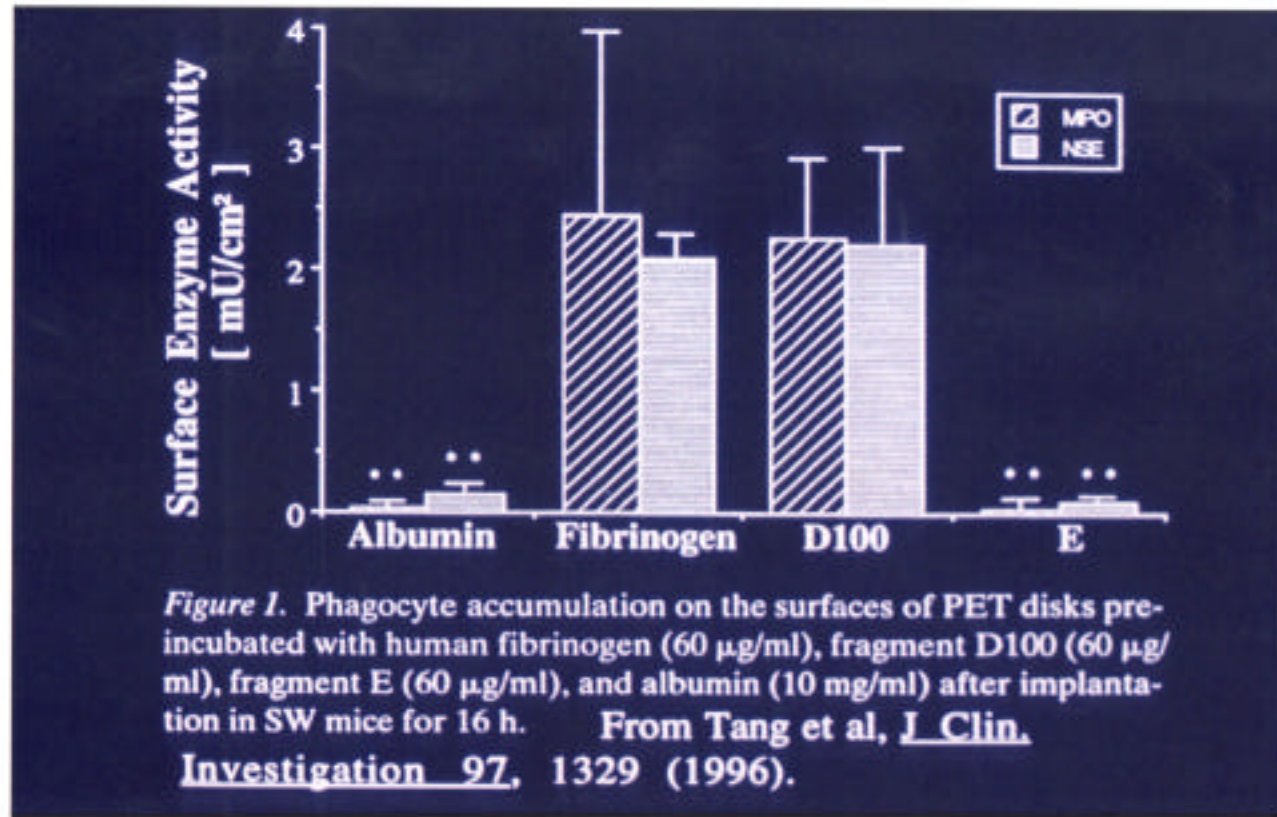 4
3
2
1
0
Surface Enzyme Activity
[ mU/cm² ]
MPO
NSE
•• •• •• ••
Albumin Fibrinogen D100 E
Figure 1. Phagocyte accumulation on the surfaces of PET disks pre-
incubated with human fibrinogen (60 μg/ml), fragment D100 (60 μg/
ml), fragment E (60 μg/ml), and albumin (10 mg/ml) after implanta-
tion in SW mice for 16 h. From Tang et al, J Clin.
Investigation 97, 1329 (1996).